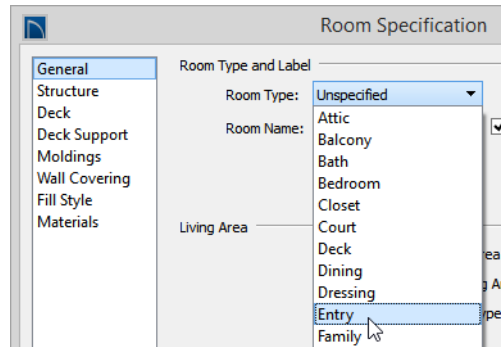 Room Specification
General
Structure
Deck
Deck Support
Moldings
Wall Covering
Fill Style
Materials
Room Type and Label
Room Type: Unspecified
Room Name:
Attic
Balcony
Bath
Bedroom
Closet
Court
Deck
Dining
Dressing
Entry
Family
Living Area